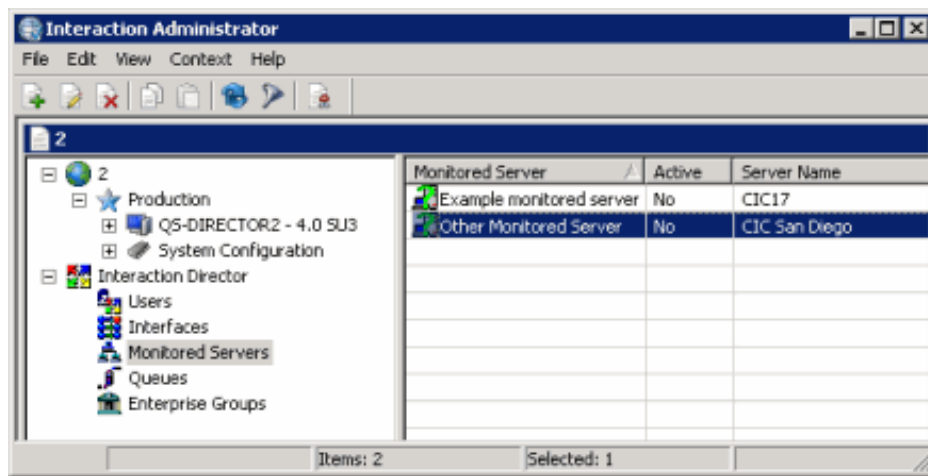 Interaction Administrator
File Edit View Context Help
2
2
Production
QS-DIRECTOR2 - 4.0 SU3
System Configuration
Interaction Director
Users
Interfaces
Monitored Servers
Queues
Enterprise Groups
Monitored Server Active Server Name
Example monitored server No CIC17
Other Monitored Server No CIC San Diego
Items: 2 Selected: 1